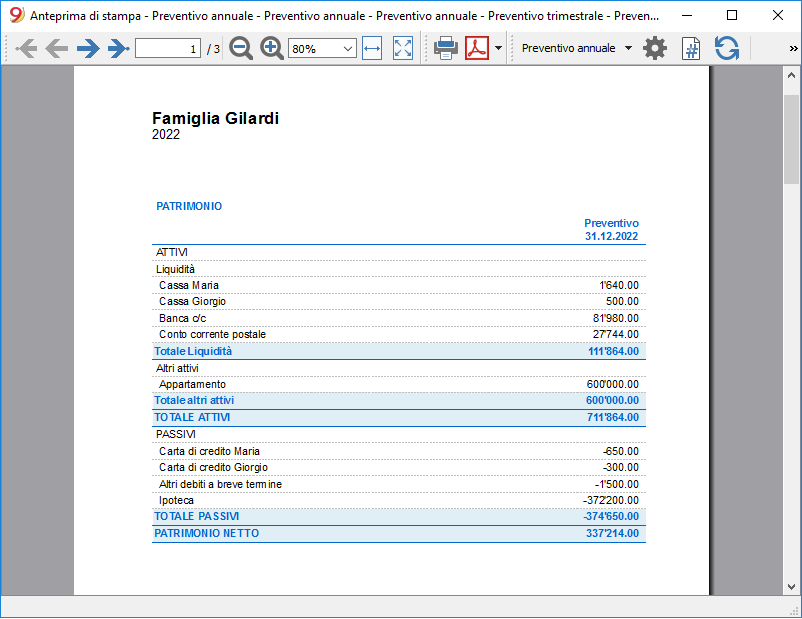 Anteprima di stampa - Preventivo annuale - Preventivo annuale - Preventivo annuale - Preventivo trimestrale - Preven...
1 / 3 80% Preventivo annuale »
Famiglia Gilardi
2022
PATRIMONIO
Preventivo
31.12.2022
ATTIVI
Liquidità
Cassa Maria 1'640.00
Cassa Giorgio 500.00
Banca c/c 81'980.00
Conto corrente postale 27'744.00
Totale Liquidità 111'864.00
Altri attivi
Appartamento 600'000.00
Totale altri attivi 600'000.00
TOTALE ATTIVI 711'864.00
PASSIVI
Carta di credito Maria -650.00
Carta di credito Giorgio -300.00
Altri debiti a breve termine -1'500.00
Ipoteca -372'200.00
TOTALE PASSIVI -374'650.00
PATRIMONIO NETTO 337'214.00